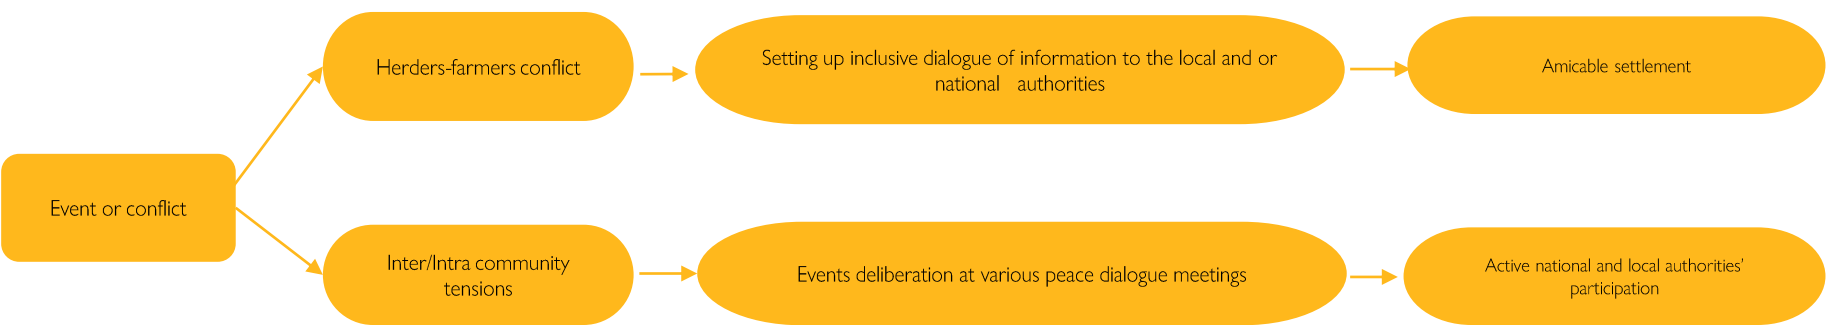 Herders-farmers conflict
Setting up inclusive dialogue of information to the local and or
national authorities
Amicable settlement
Event or conflict
Inter/Intra community
tensions
Events deliberation at various peace dialogue meetings
Active national and local authorities’
participation